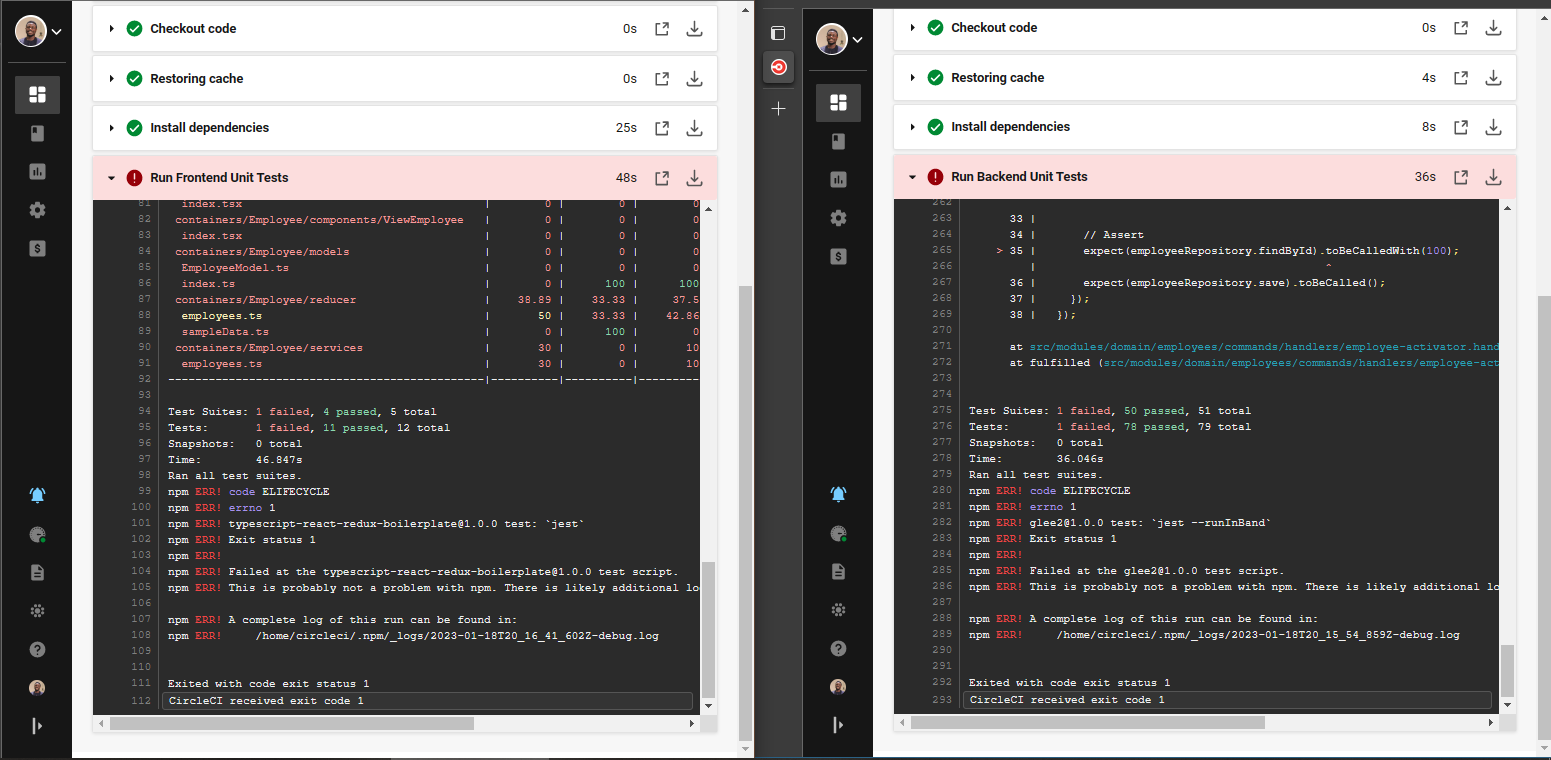 Checkout code 0s
Restoring cache 0s
Install dependencies 25s
Run Frontend Unit Tests 48s
81 index.tsx | 0 | 0 | 0
82 containers/Employee/components/ViewEmployee | 0 | 0 | 0
83 index.tsx | 0 | 0 | 0
84 containers/Employee/models | 0 | 0 | 0
85 EmployeeModel.ts | 0 | 0 | 0
86 index.ts | 0 | 100 | 100
87 containers/Employee/reducer | 38.89 | 33.33 | 37.5
88 employees.ts | 50 | 33.33 | 42.86
89 sampleData.ts | 0 | 100 | 0
90 containers/Employee/services | 30 | 0 | 10
91 employees.ts | 30 | 0 | 10
92 -----------------------------------------------|----------|----------|---------
93
94 Test Suites: 1 failed, 4 passed, 5 total
95 Tests: 1 failed, 11 passed, 12 total
96 Snapshots: 0 total
97 Time: 46.847s
98 Ran all test suites.
99 npm ERR! code ELIFECYCLE
100 npm ERR! errno 1
101 npm ERR! typescript-react-redux-boilerplate@1.0.0 test: `jest`
102 npm ERR! Exit status 1
103 npm ERR!
104 npm ERR! Failed at the typescript-react-redux-boilerplate@1.0.0 test script.
105 npm ERR! This is probably not a problem with npm. There is likely additional lo
106
107 npm ERR! A complete log of this run can be found in:
108 npm ERR! /home/circleci/.npm/_logs/2023-01-18T20_16_41_602Z-debug.log
109
110
111 Exited with code exit status 1
112 CircleCI received exit code 1
Checkout code 0s
Restoring cache 4s
Install dependencies 8s
Run Backend Unit Tests 36s
262
263 33 |
264 34 | // Assert
265 > 35 | expect(employeeRepository.findById).toBeCalledWith(100);
266 | ^
267 36 | expect(employeeRepository.save).toBeCalled();
268 37 | });
269 38 | });
270
271 at src/modules/domain/employees/commands/handlers/employee-activator.hand
272 at fulfilled (src/modules/domain/employees/commands/handlers/employee-act
273
274
275 Test Suites: 1 failed, 50 passed, 51 total
276 Tests: 1 failed, 78 passed, 79 total
277 Snapshots: 0 total
278 Time: 36.046s
279 Ran all test suites.
280 npm ERR! code ELIFECYCLE
281 npm ERR! errno 1
282 npm ERR! glee2@1.0.0 test: `jest --runInBand`
283 npm ERR! Exit status 1
284 npm ERR!
285 npm ERR! Failed at the glee2@1.0.0 test script.
286 npm ERR! This is probably not a problem with npm. There is likely additional lo
287
288 npm ERR! A complete log of this run can be found in:
289 npm ERR! /home/circleci/.npm/_logs/2023-01-18T20_15_54_859Z-debug.log
290
291
292 Exited with code exit status 1
293 CircleCI received exit code 1